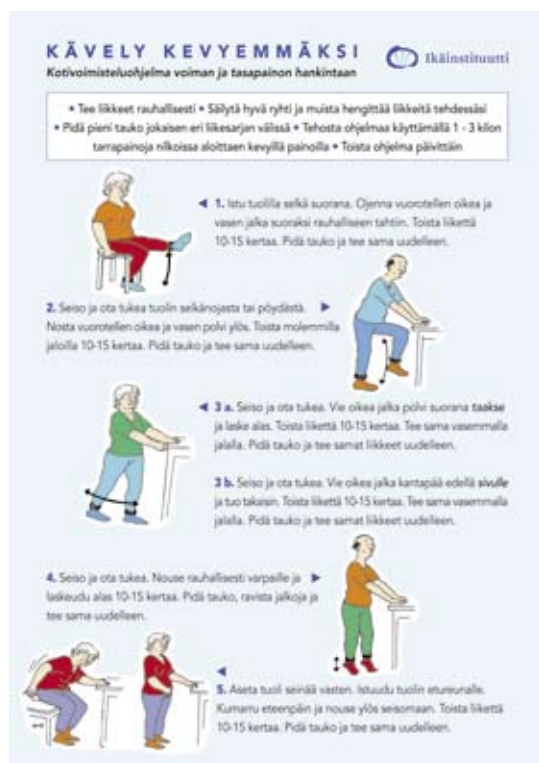 KÄVELY KEVYEMMÄKSI
Ikäinstituutti
Kotivoimisteluohjelma voiman ja tasapainon hankintaan
• Tee liikkeet rauhallisesti • Säilytä hyvä ryhti ja muista hengittää liikkeitä tehdessäsi
• Pidä pieni tauko jokaisen eri liikesarjan välissä • Tehosta ohjelmaa käyttämällä 1 - 3 kilon
tarrapainoja nilkoissa aloittaen kevyillä painoilla • Toista ohjelma päivittäin
1. Istu tuolilla selkä suorana. Ojenna vuorotellen oikea ja
vasen jalka suoraksi rauhalliseen tahtiin. Toista liikettä
10-15 kertaa. Pidä tauko ja tee sama uudelleen.
2. Seiso ja ota tukea tuolin selkänojasta tai pöydästä.
Nosta vuorotellen oikea ja vasen polvi ylös. Toista molemmilla
jaloilla 10-15 kertaa. Pidä tauko ja tee sama uudelleen.
3 a. Seiso ja ota tukea. Vie oikea jalka polvi suorana taakse
ja laske alas. Toista liikettä 10-15 kertaa. Tee sama vasemmalla
jalalla. Pidä tauko ja tee samat liikkeet uudelleen.
3 b. Seiso ja ota tukea. Vie oikea jalka kantapää edellä sivulle
ja tuo takaisin. Toista liikettä 10-15 kertaa. Tee sama vasemmalla
jalalla. Pidä tauko ja tee samat liikkeet uudelleen.
4. Seiso ja ota tukea. Nouse rauhallisesti varpaille ja
laskeudu alas 10-15 kertaa. Pidä tauko, ravista jalkoja ja
tee sama uudelleen.
5. Aseta tuoli seinää vasten. Istuudu tuolin etureunalle.
Kumarru eteenpäin ja nouse ylös seisomaan. Toista liikettä
10-15 kertaa. Pidä tauko ja tee sama uudelleen.